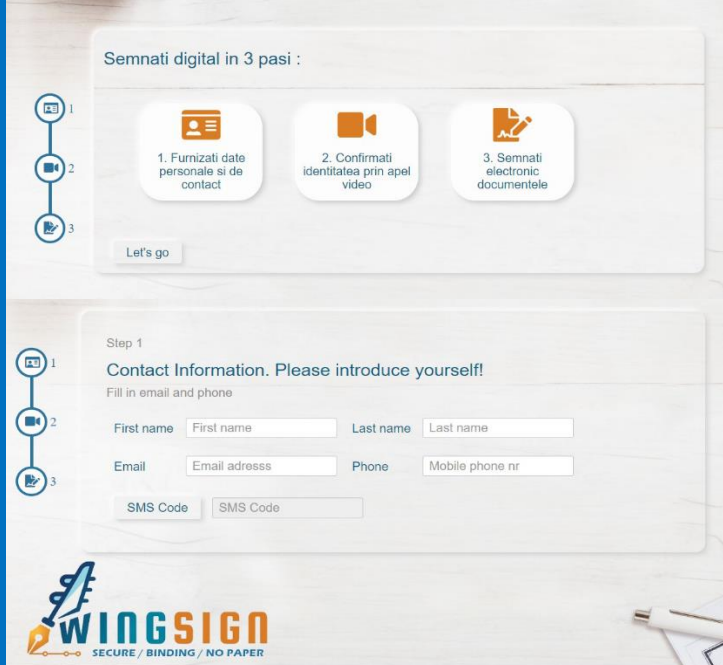 Semnati digital in 3 pasi :
1
2
3
1. Furnizati date
personale si de
contact
2. Confirmati
identitatea prin apel
video
3. Semnati
electronic
documentele
Let's go
1
2
3
Step 1
Contact Information. Please introduce yourself!
Fill in email and phone
First name First name Last name Last name
Email Email adresss Phone Mobile phone nr
SMS Code SMS Code
WINGSIGN
SECURE / BINDING / NO PAPER